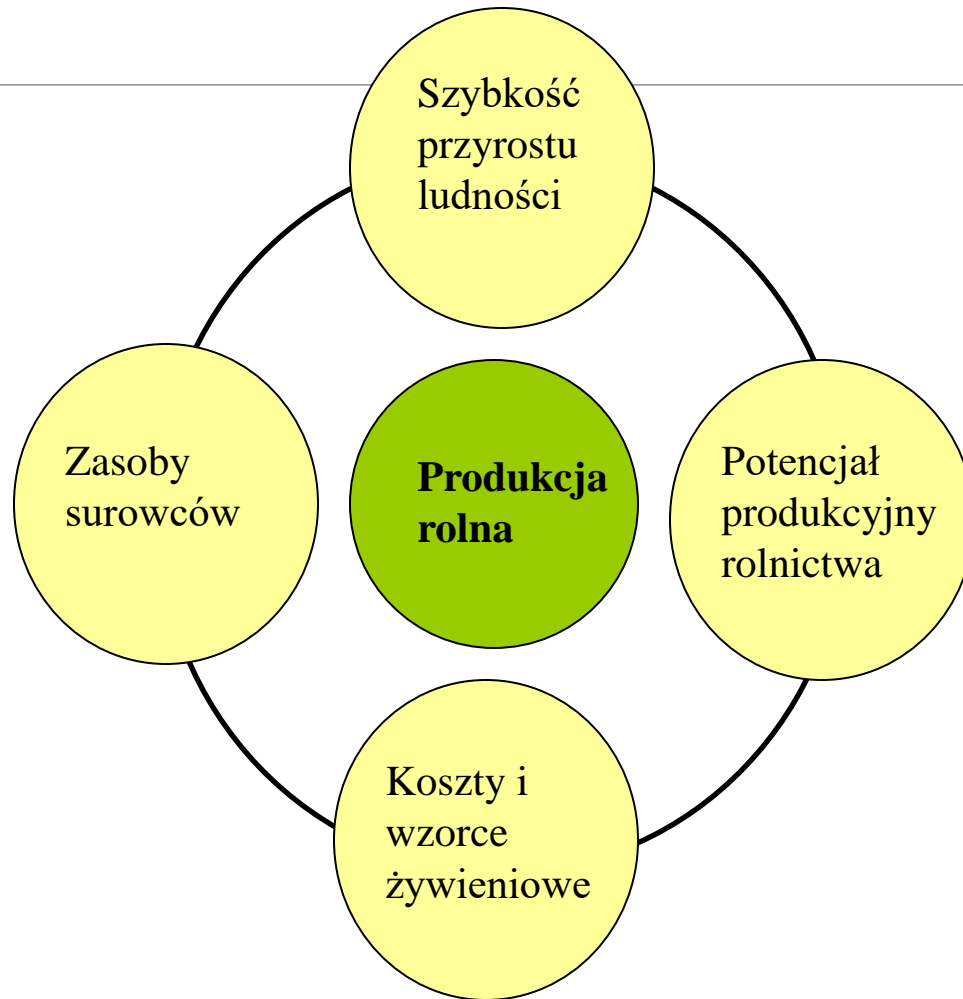 Szybkość
przyrostu
ludności
Zasoby
surowców
Produkcja
rolna
Potencjał
produkcyjny
rolnictwa
Koszty i
wzorce
żywieniowe